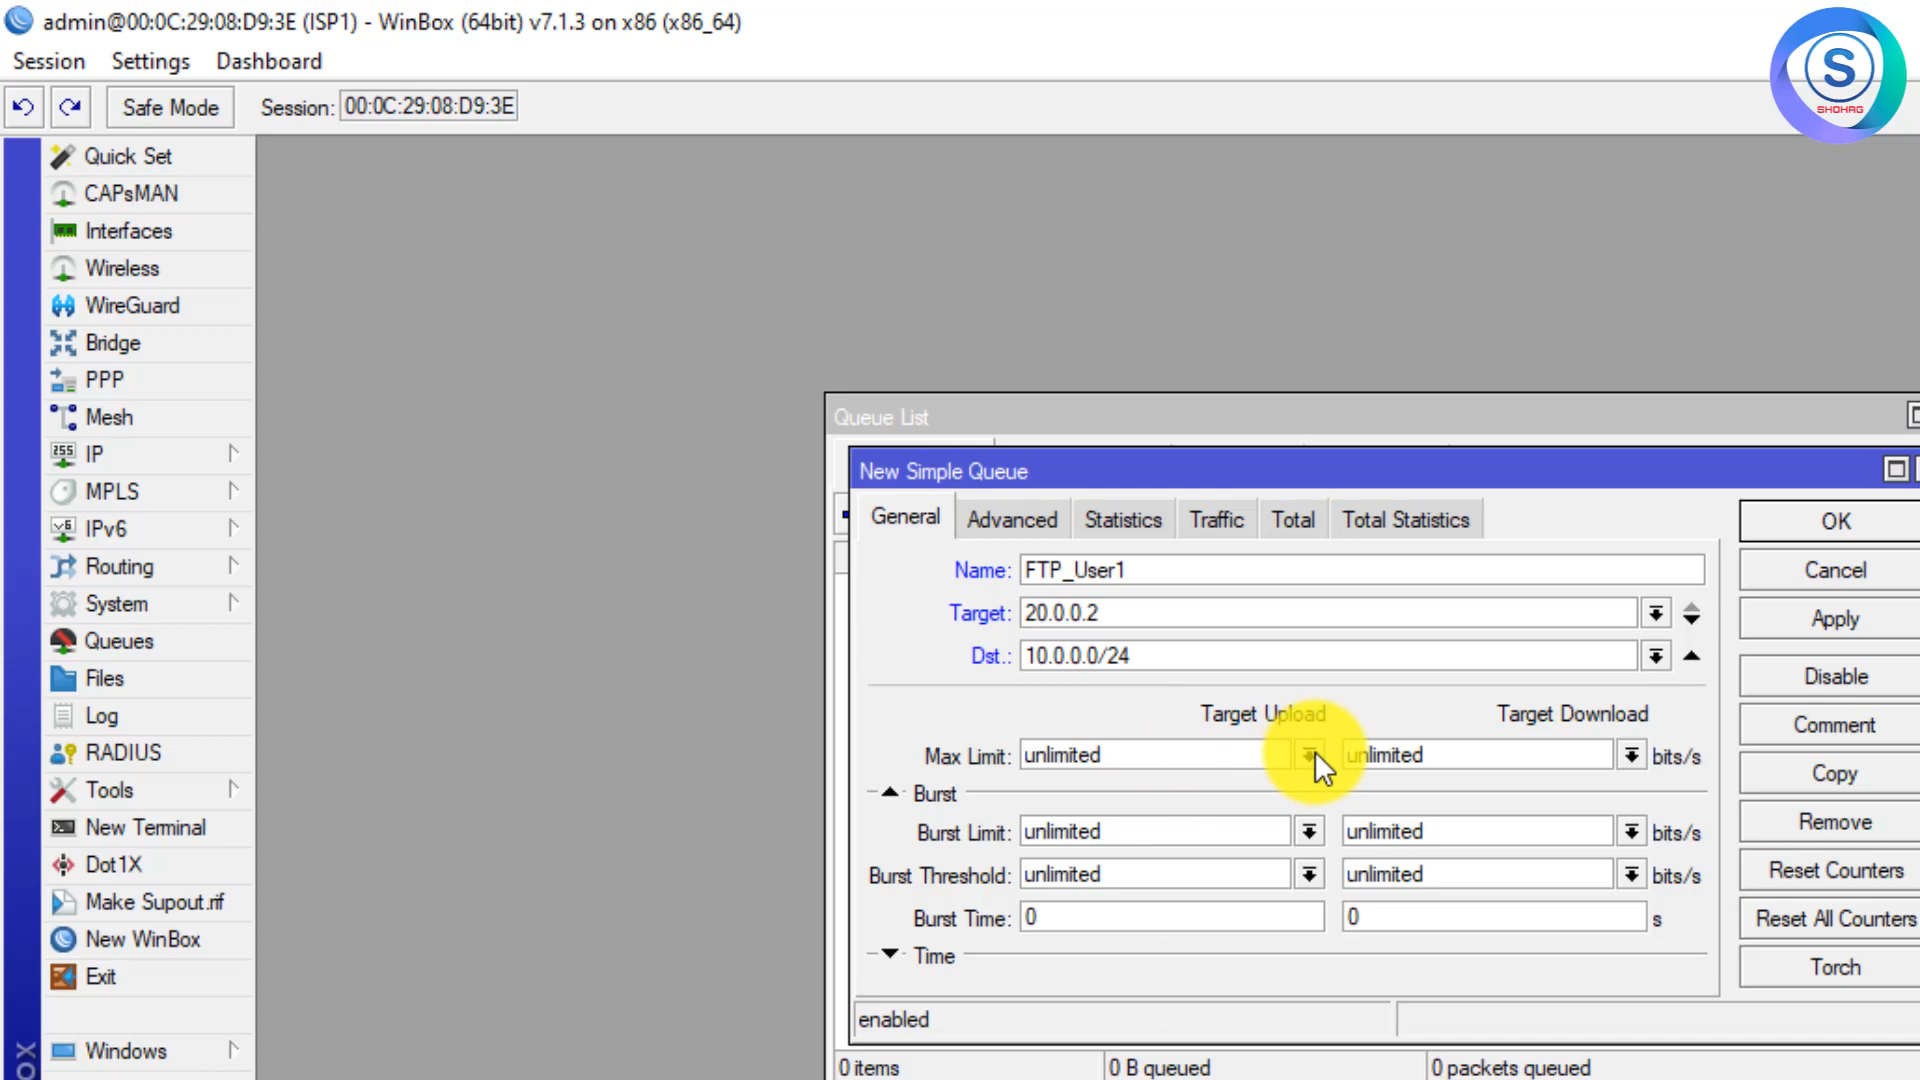 admin@00:0C:29:08:D9:3E (ISP1) - WinBox (64bit) v7.1.3 on x86 (x86_64)
Session Settings Dashboard
Safe Mode Session: 00:0C:29:08:D9:3E
S
SHOHAG
Quick Set
CAPsMAN
Interfaces
Wireless
WireGuard
Bridge
PPP
Mesh
IP
MPLS
IPv6
Routing
System
Queues
Files
Log
RADIUS
Tools
New Terminal
Dot1X
Make Supout.rif
New WinBox
Exit
Windows
OX
Queue List
New Simple Queue
General Advanced Statistics Traffic Total Total Statistics
Name: FTP_User1
Target: 20.0.0.2
Dst.: 10.0.0.0/24
Target Upload Target Download
Max Limit: unlimited unlimited bits/s
Burst
Burst Limit: unlimited unlimited bits/s
Burst Threshold: unlimited unlimited bits/s
Burst Time: 0 0 s
Time
enabled
OK
Cancel
Apply
Disable
Comment
Copy
Remove
Reset Counters
Reset All Counters
Torch
0 items 0 B queued 0 packets queued